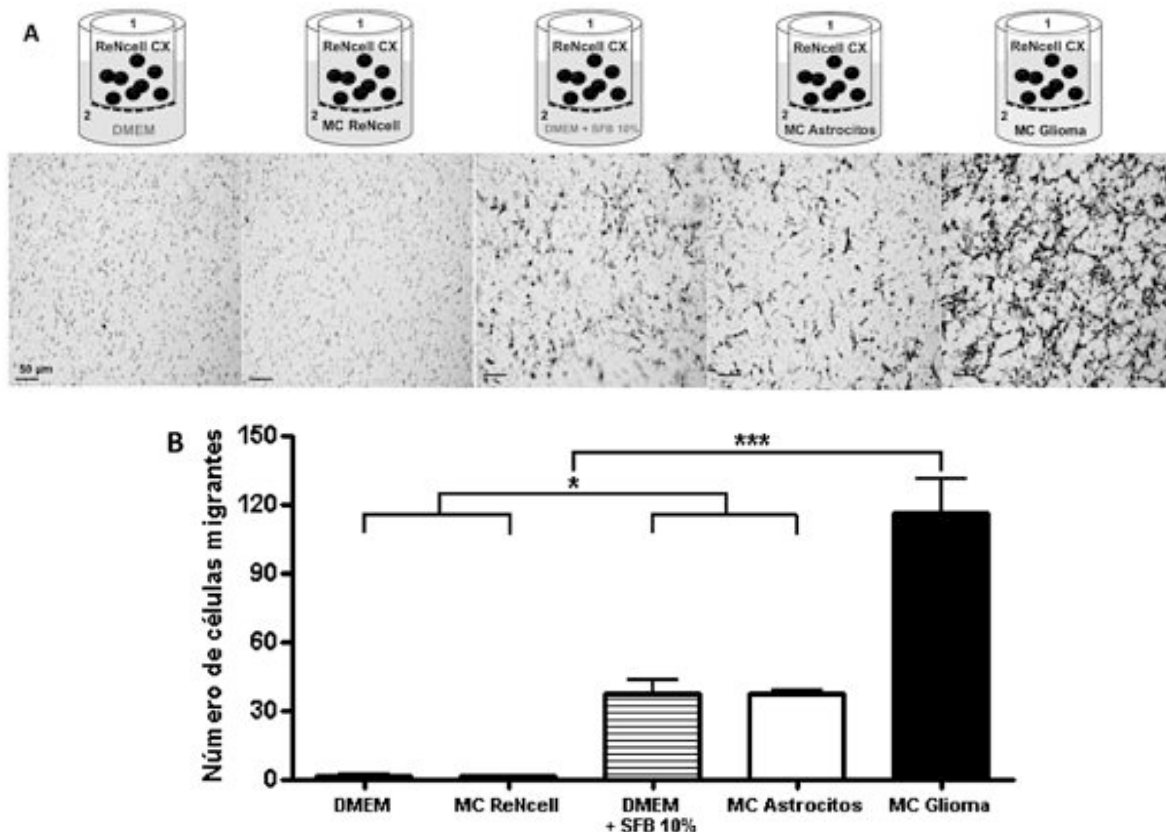 A
1
ReNcell CX
2
DMEM
1
ReNcell CX
2
MC ReNcell
1
ReNcell CX
2
DMEM + SFB 10%
1
ReNcell CX
2
MC Astrocitos
1
ReNcell CX
2
MC Glioma
50 µm
B
Número de células migrantes
150
120
90
60
30
0
***
*
DMEM
MC ReNcell
DMEM
+ SFB 10%
MC Astrocitos
MC Glioma